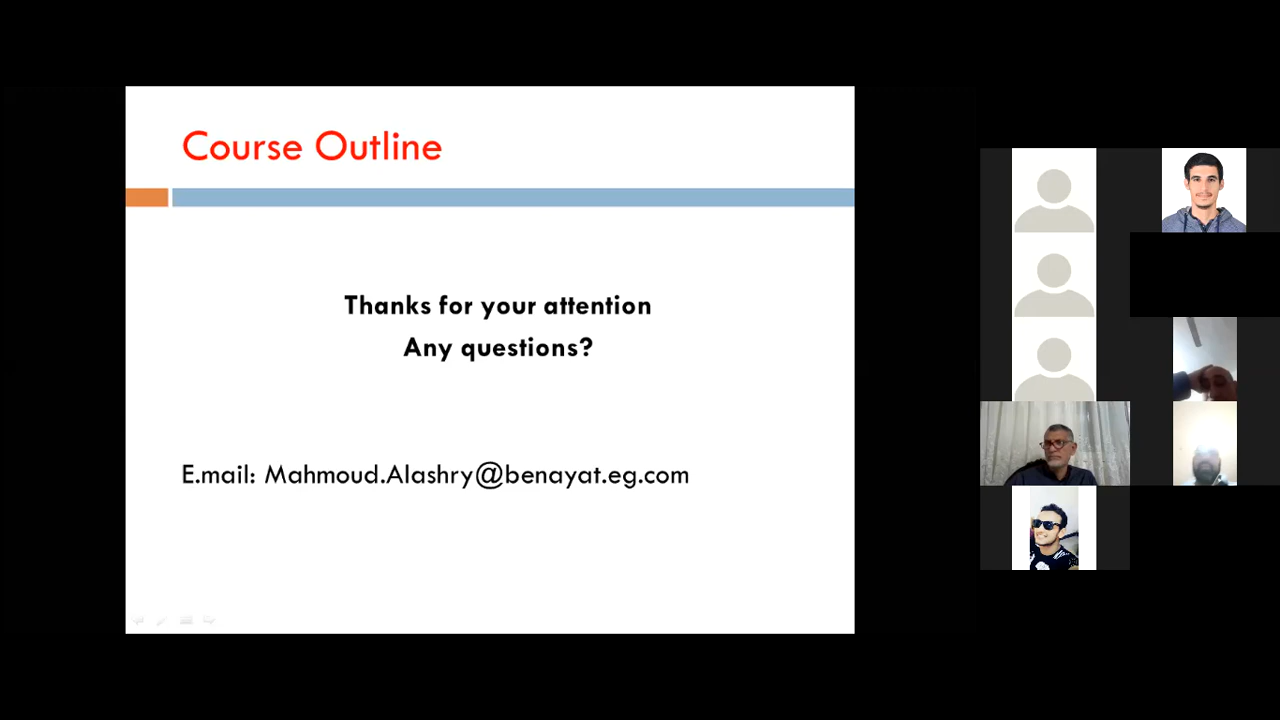 Course Outline
Thanks for your attention
Any questions?
E.mail: Mahmoud.Alashry@benayat.eg.com